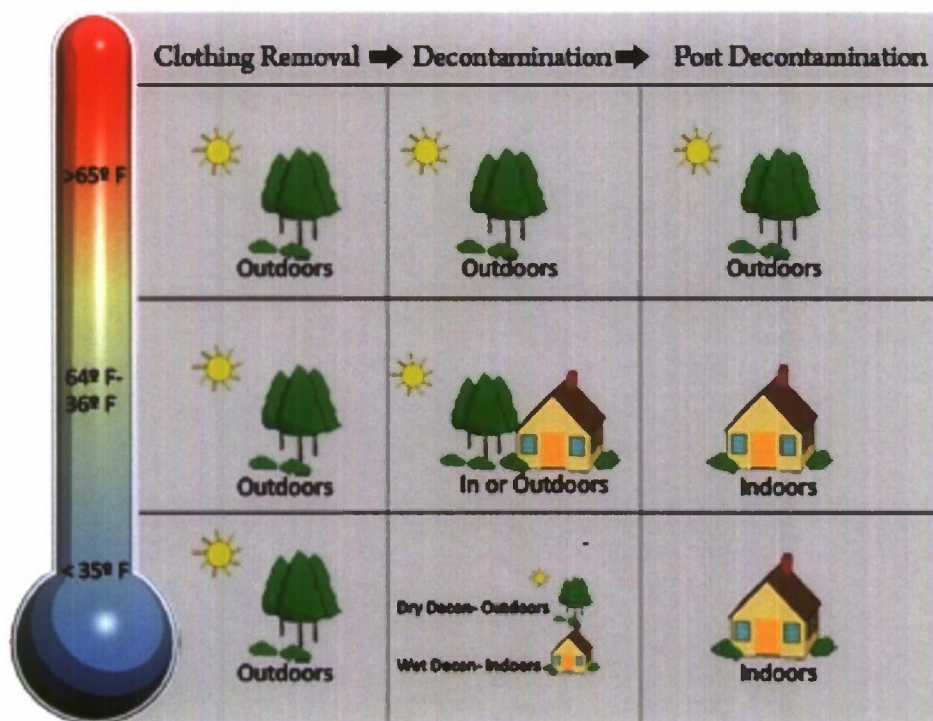 Clothing Removal ➡ Decontamination ➡ Post Decontamination
>65º F
Outdoors
Outdoors
Outdoors
64º F-
36º F
Outdoors
In or Outdoors
Indoors
< 35º F
Outdoors
Dry Decon- Outdoors
Wet Decon- Indoors
Indoors